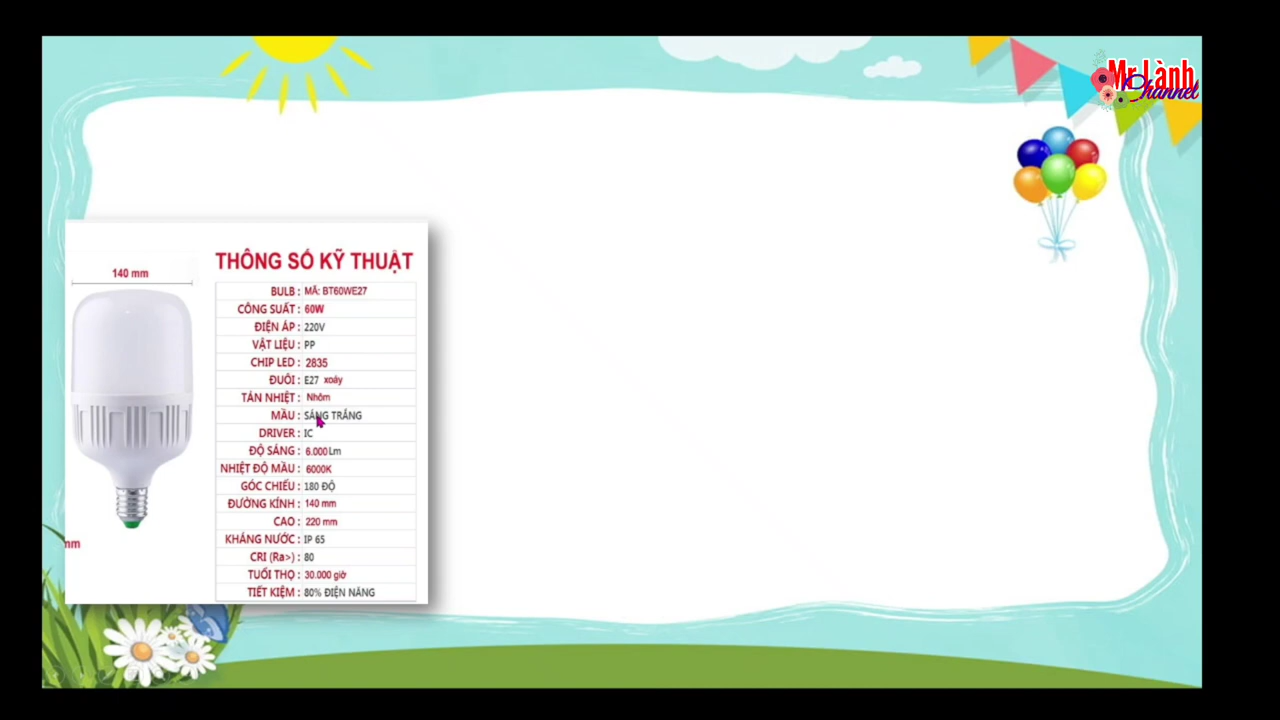 Mr Lành
Channel
140 mm
mm
THÔNG SỐ KỸ THUẬT
BULB : MÃ: BT60WE27
CÔNG SUẤT : 60W
ĐIỆN ÁP : 220V
VẬT LIỆU : PP
CHIP LED : 2835
ĐUÔI : E27 xoáy
TẢN NHIỆT : Nhôm
MẦU : SÁNG TRẮNG
DRIVER : IC
ĐỘ SÁNG : 6.000 Lm
NHIỆT ĐỘ MẦU : 6000K
GÓC CHIẾU : 180 ĐỘ
ĐƯỜNG KÍNH : 140 mm
CAO : 220 mm
KHÁNG NƯỚC : IP 65
CRI (Ra>) : 80
TUỔI THỌ : 30.000 giờ
TIẾT KIỆM : 80% ĐIỆN NĂNG